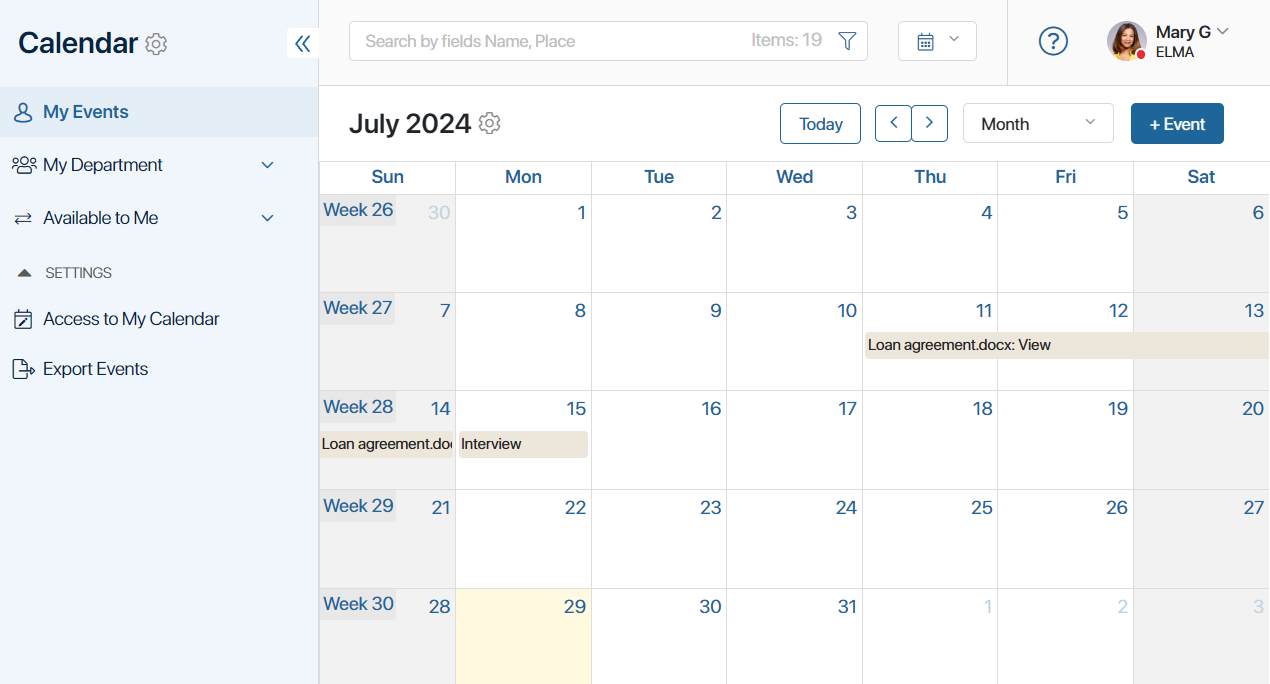 Calendar
My Events
My Department
Available to Me
SETTINGS
Access to My Calendar
Export Events
Search by fields Name, Place Items: 19
?
Mary G
ELMA
July 2024
Today
Month
+ Event
Sun Mon Tue Wed Thu Fri Sat
Week 26 30 1 2 3 4 5 6
Week 27 7 8 9 10 11 12 13
Loan agreement.docx: View
Week 28 14 15 16 17 18 19 20
Loan agreement.doc Interview
Week 29 21 22 23 24 25 26 27
Week 30 28 29 30 31 1 2 3